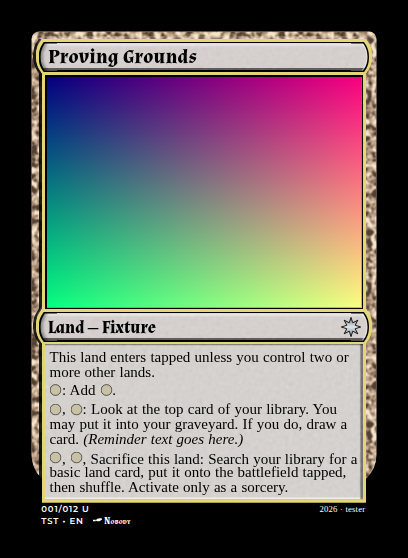 Proving Grounds
Land – Fixture
This land enters tapped unless you control two or
more other lands.
: Add .
, : Look at the top card of your library. You
may put it into your graveyard. If you do, draw a
card. (Reminder text goes here.)
, , Sacrifice this land: Search your library for a
basic land card, put it onto the battlefield tapped,
then shuffle. Activate only as a sorcery.
001/012 U
2026 · tester
TST • EN Nobody